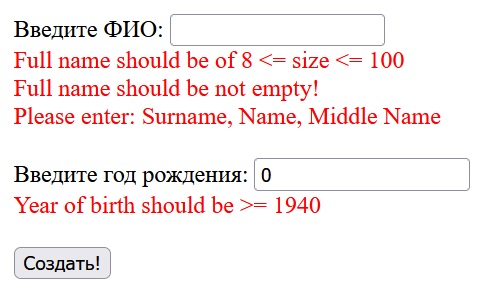 Введите ФИО:
Full name should be of 8 <= size <= 100
Full name should be not empty!
Please enter: Surname, Name, Middle Name
Введите год рождения: 0
Year of birth should be >= 1940
Создать!